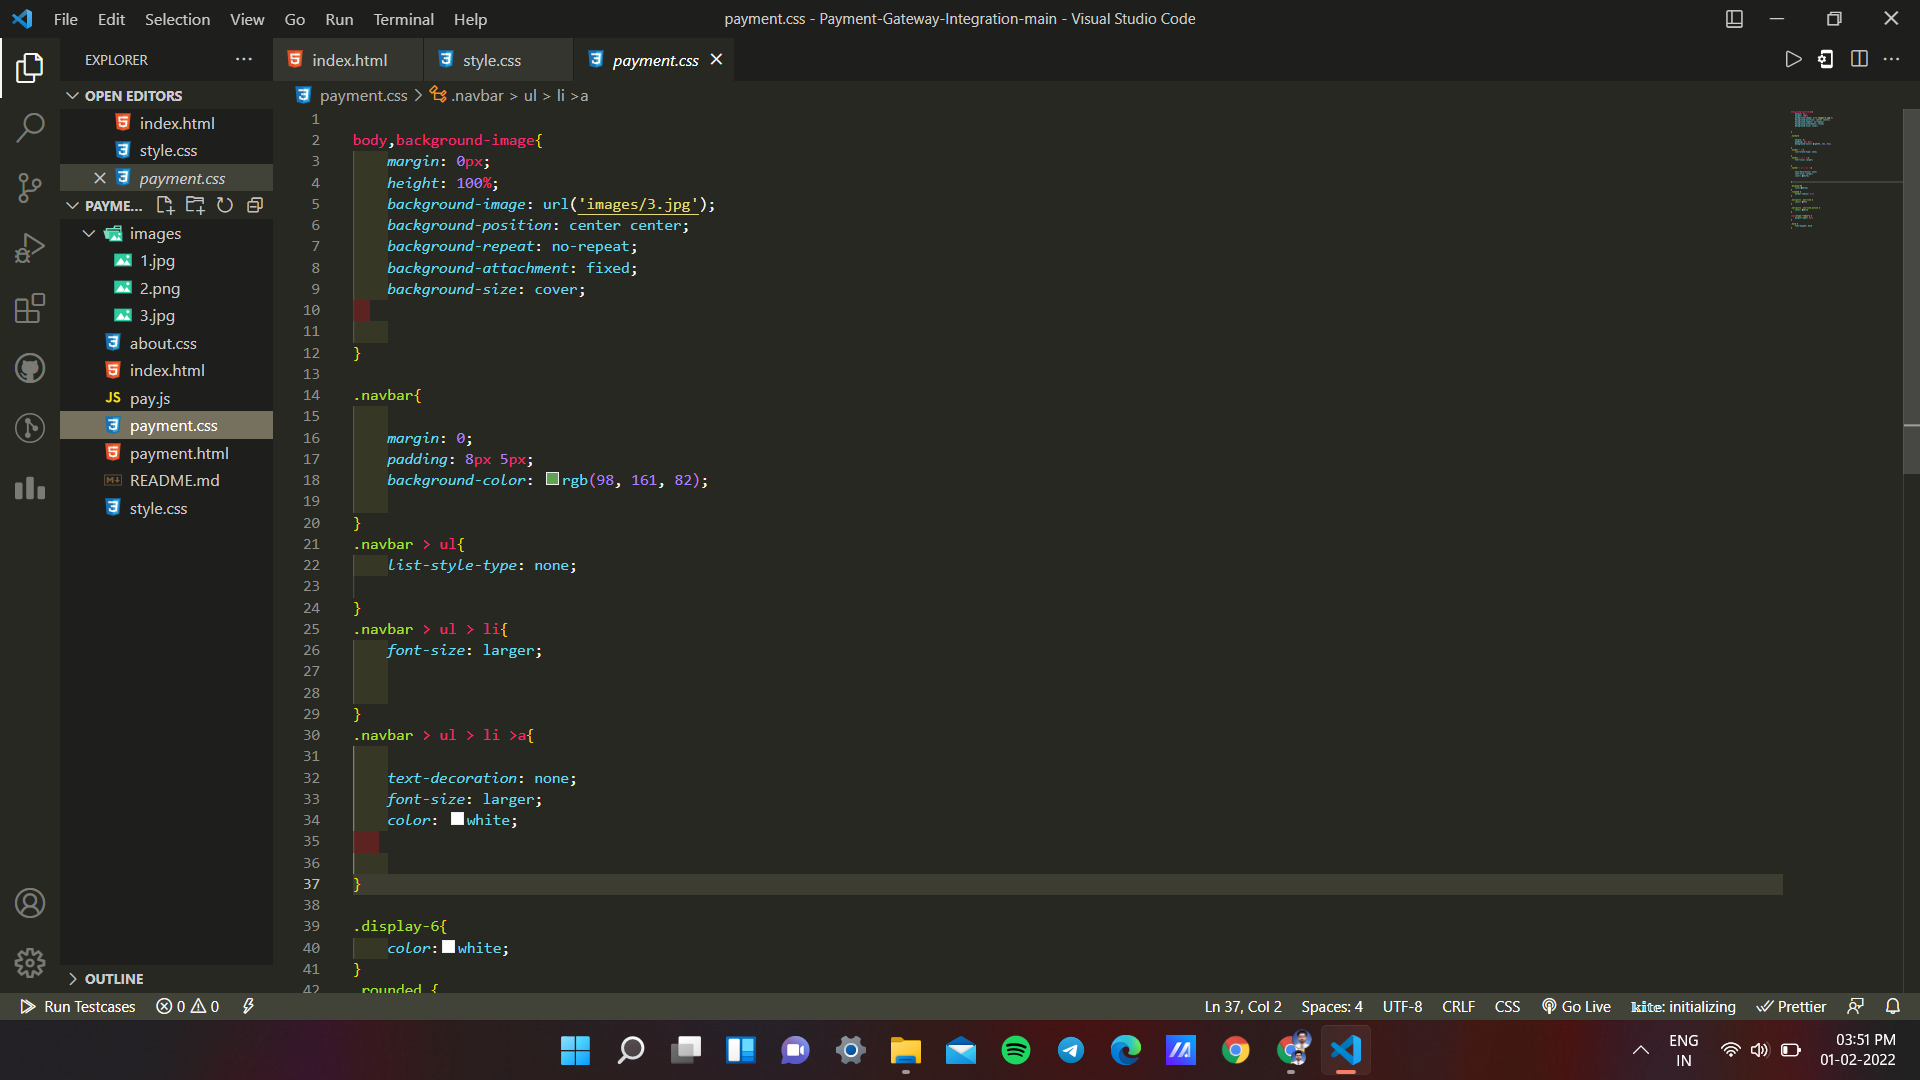 File Edit Selection View Go Run Terminal Help
payment.css - Payment-Gateway-Integration-main - Visual Studio Code
EXPLORER
OPEN EDITORS
index.html
style.css
payment.css
PAYME...
images
1.jpg
2.png
3.jpg
about.css
index.html
JS pay.js
payment.css
payment.html
README.md
style.css
OUTLINE
index.html style.css payment.css
payment.css > .navbar > ul > li >a
1
2 body,background-image{
3 margin: 0px;
4 height: 100%;
5 background-image: url('images/3.jpg');
6 background-position: center center;
7 background-repeat: no-repeat;
8 background-attachment: fixed;
9 background-size: cover;
10
11
12 }
13
14 .navbar{
15
16 margin: 0;
17 padding: 8px 5px;
18 background-color: rgb(98, 161, 82);
19
20 }
21 .navbar > ul{
22 list-style-type: none;
23
24 }
25 .navbar > ul > li{
26 font-size: larger;
27
28
29 }
30 .navbar > ul > li >a{
31
32 text-decoration: none;
33 font-size: larger;
34 color: white;
35
36
37 }
38
39 .display-6{
40 color:white;
41 }
42 .rounded {
Run Testcases 0 0
Ln 37, Col 2 Spaces: 4 UTF-8 CRLF CSS Go Live kite: initializing Prettier
ENG
IN
03:51 PM
01-02-2022